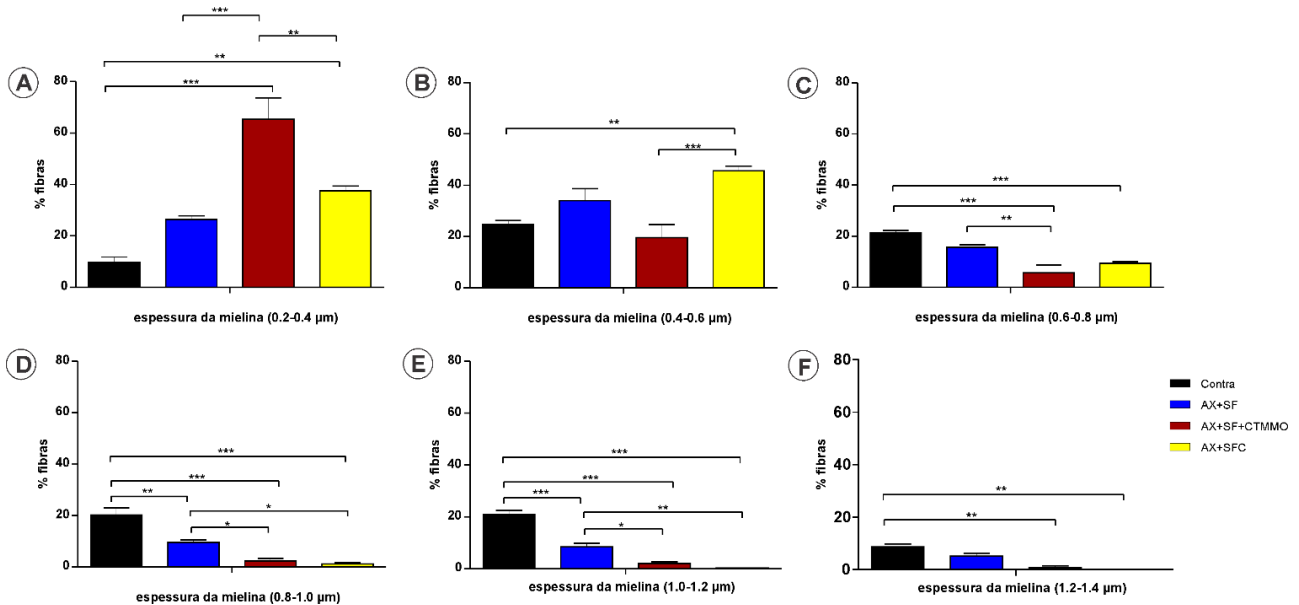 ***
**
**
***
A
80
60
40
20
0
% fibras
espessura da mielina (0.2-0.4 µm)
B
**
***
80
60
40
20
0
% fibras
espessura da mielina (0.4-0.6 µm)
C
***
***
**
80
60
40
20
0
% fibras
espessura da mielina (0.6-0.8 µm)
D
***
***
**
*
*
80
60
40
20
0
% fibras
espessura da mielina (0.8-1.0 µm)
E
***
***
***
**
*
80
60
40
20
0
% fibras
espessura da mielina (1.0-1.2 µm)
F
**
**
80
60
40
20
0
% fibras
espessura da mielina (1.2-1.4 µm)
Contra
AX+SF
AX+SF+CTMMO
AX+SFC